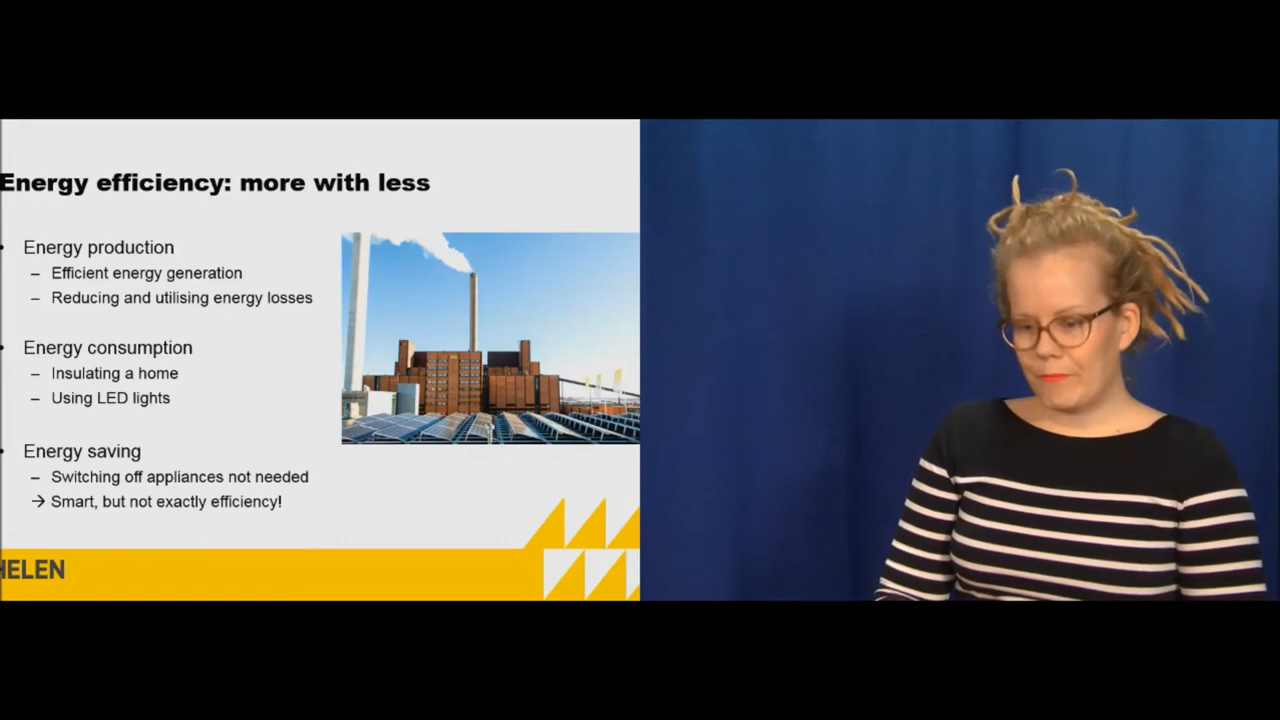 Energy efficiency: more with less
• Energy production
– Efficient energy generation
– Reducing and utilising energy losses
• Energy consumption
– Insulating a home
– Using LED lights
• Energy saving
– Switching off appliances not needed
→ Smart, but not exactly efficiency!
HELEN